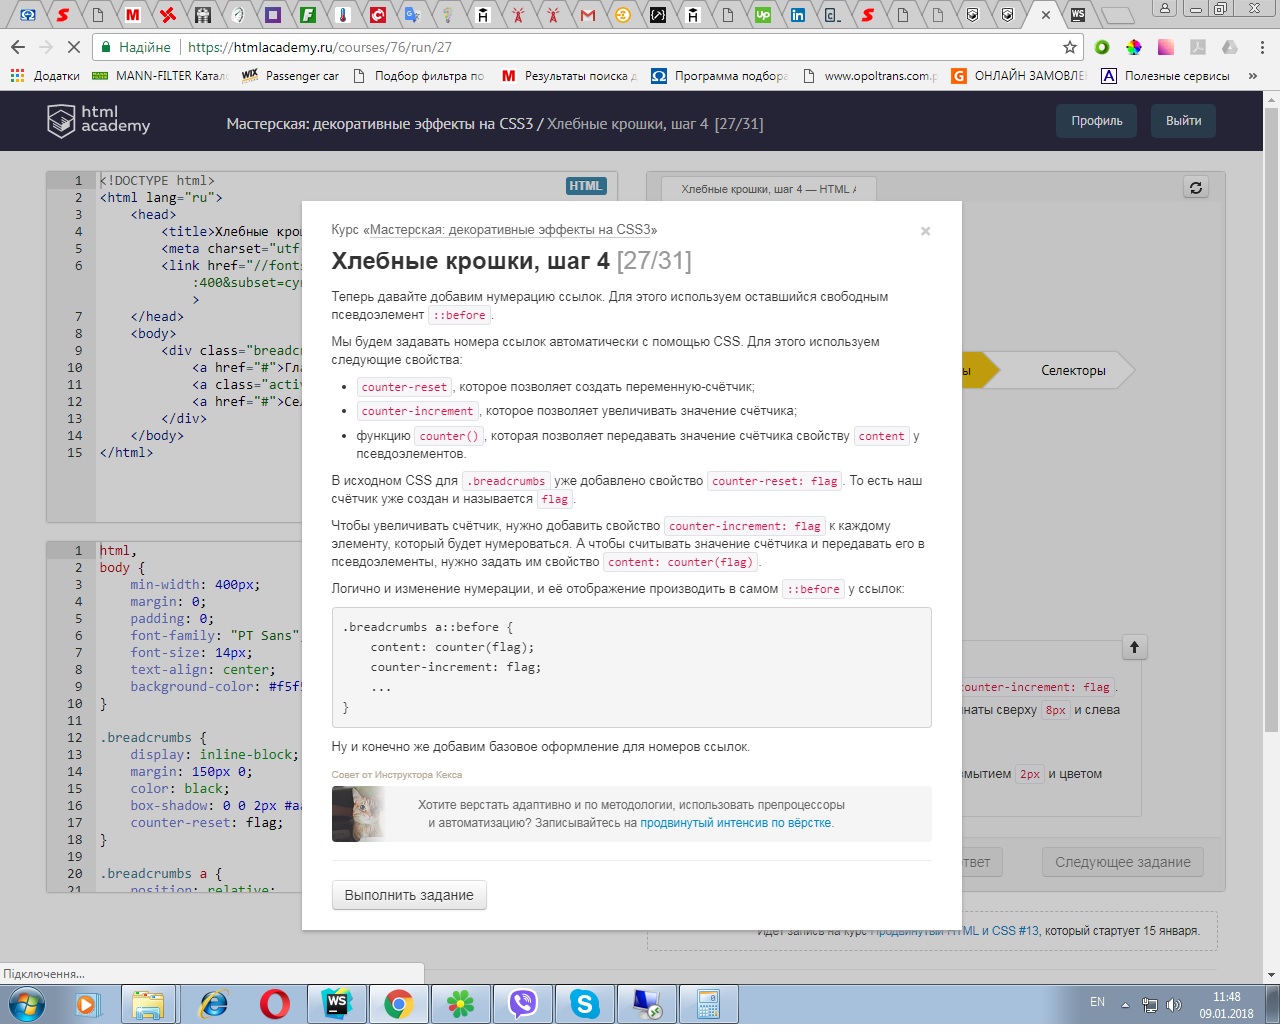 Надійне
https://htmlacademy.ru/courses/76/run/27
Додатки
MANN-FILTER Катал
Passenger car
Подбор фильтра по
Результаты поиска д
Программа подбора
www.opoltrans.com.p
ОНЛАЙН ЗАМОВЛЕ
Полезные сервисы
»
html
academy
Мастерская: декоративные эффекты на CSS3 / Хлебные крошки, шаг 4 [27/31]
Профиль
Выйти
HTML
1 <!DOCTYPE html>
2 <html lang="ru">
3 <head>
4 <title>Хлебные крош
5 <meta charset="utf
6 <link href="//fonts
:400&subset=cyr
>
7 </head>
8 <body>
9 <div class="breadcr
10 <a href="#">Гла
11 <a class="activ
12 <a href="#">Се
13 </div>
14 </body>
15 </html>
1 html,
2 body {
3 min-width: 400px;
4 margin: 0;
5 padding: 0;
6 font-family: "PT Sans",
7 font-size: 14px;
8 text-align: center;
9 background-color: #f5f
10 }
11
12 .breadcrumbs {
13 display: inline-block;
14 margin: 150px 0;
15 color: black;
16 box-shadow: 0 0 2px #aa
17 counter-reset: flag;
18 }
19
20 .breadcrumbs a {
21 position: relative;
Хлебные крошки, шаг 4 — HTML A
ы
Селекторы
Курс «Мастерская: декоративные эффекты на CSS3»
×
Хлебные крошки, шаг 4 [27/31]
Теперь давайте добавим нумерацию ссылок. Для этого используем оставшийся свободным
псевдоэлемент ::before.
Мы будем задавать номера ссылок автоматически с помощью CSS. Для этого используем
следующие свойства:
• counter-reset, которое позволяет создать переменную-счётчик;
• counter-increment, которое позволяет увеличивать значение счётчика;
• функцию counter(), которая позволяет передавать значение счётчика свойству content у
псевдоэлементов.
В исходном CSS для .breadcrumbs уже добавлено свойство counter-reset: flag. То есть наш
счётчик уже создан и называется flag.
Чтобы увеличивать счётчик, нужно добавить свойство counter-increment: flag к каждому
элементу, который будет нумероваться. А чтобы считывать значение счётчика и передавать его в
псевдоэлементы, нужно задать им свойство content: counter(flag).
Логично и изменение нумерации, и её отображение производить в самом ::before у ссылок:
.breadcrumbs a::before {
content: counter(flag);
counter-increment: flag;
...
}
Ну и конечно же добавим базовое оформление для номеров ссылок.
Совет от Инструктора Кекса
Хотите верстать адаптивно и по методологии, использовать препроцессоры
и автоматизацию? Записывайтесь на продвинутый интенсив по вёрстке.
Выполнить задание
ounter-increment: flag.
наты сверху 8px и слева
змытием 2px и цветом
твет
Следующее задание
Идёт запись на курс Продвинутый HTML и CSS #13, который стартует 15 января.
Підключення...
EN
11:48
09.01.2018